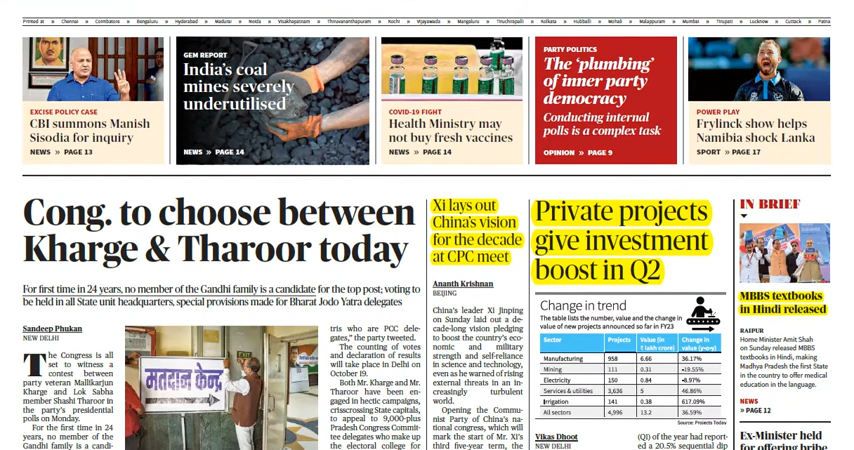 Printed at » Chennai » Coimbatore » Bengaluru » Hyderabad » Madurai » Noida » Visakhapatnam » Thiruvananthapuram » Kochi » Vijayawada » Mangaluru » Tiruchirapalli » Kolkata » Hubballi » Mohali » Malappuram » Mumbai » Tirupati » Lucknow » Cuttack » Patna
EXCISE POLICY CASE
CBI summons Manish
Sisodia for inquiry
NEWS » PAGE 13
GEM REPORT
India's coal
mines severely
underutilised
NEWS » PAGE 14
COVID-19 FIGHT
Health Ministry may
not buy fresh vaccines
NEWS » PAGE 14
PARTY POLITICS
The 'plumbing'
of inner party
democracy
Conducting internal
polls is a complex task
OPINION » PAGE 9
POWER PLAY
Frylinck show helps
Namibia shock Lanka
SPORT » PAGE 17
Cong. to choose between
Kharge & Tharoor today
For first time in 24 years, no member of the Gandhi family is a candidate for the top post; voting to
be held in all State unit headquarters, special provisions made for Bharat Jodo Yatra delegates
Sandeep Phukan
NEW DELHI
The Congress is all
set to witness a
contest between
party veteran Mallikarjun
Kharge and Lok Sabha
member Shashi Tharoor in
the party's presidential
polls on Monday.
For the first time in 24
years, no member of the
Gandhi family is a candi-
EXIT
मतदान केन्द्र
tris who are PCC dele-
gates," the party tweeted.
The counting of votes
and declaration of results
will take place in Delhi on
October 19.
Both Mr. Kharge and Mr.
Tharoor have been en-
gaged in hectic campaigns,
crisscrossing State capitals,
to appeal to 9,000-plus
Pradesh Congress Commit-
tee delegates who make up
the electoral college for
Xi lays out
China's vision
for the decade
at CPC meet
Ananth Krishnan
BEIJING
China's leader Xi Jinping
on Sunday laid out a de-
cade-long vision pledging
to boost the country's eco-
nomic and military
strength and self-reliance
in science and technology,
even as he warned of rising
external threats in an in-
creasingly turbulent
world.
Opening the Commu-
nist Party of China's na-
tional congress, which will
mark the start of Mr. Xi's
third five-year term, the
Private projects
give investment
boost in Q2
Change in trend
The table lists the number, value and the change in
value of new projects announced so far in FY23
Sector Projects Value (in ₹ lakh crore) Change in value (y-o-y)
Manufacturing 958 6.66 36.17%
Mining 111 0.31 -19.55%
Electricity 150 0.84 -8.97%
Services & utilities 3,636 5 46.86%
Irrigation 141 0.38 617.09%
All sectors 4,996 13.2 36.59%
Source: Projects Today
Vikas Dhoot
NEW DELHI
(Q1) of the year had report-
ed a 20.5% sequential dip
IN BRIEF
MBBS textbooks
in Hindi released
RAIPUR
Home Minister Amit Shah
on Sunday released MBBS
textbooks in Hindi, making
Madhya Pradesh the first State
in the country to offer medical
education in the language.
NEWS
» PAGE 12
Ex-Minister held
for offering bribe